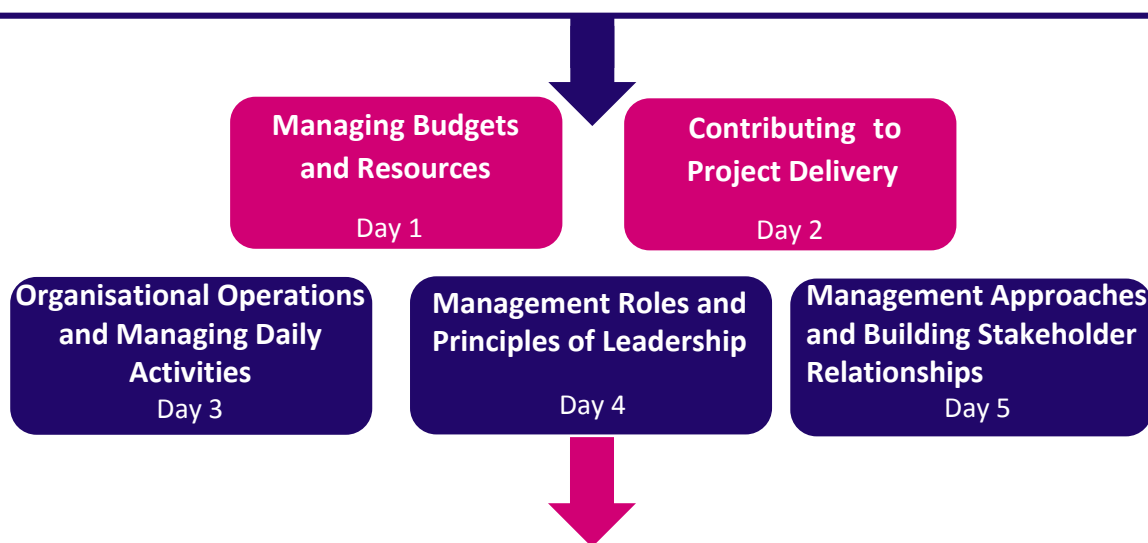 Managing Budgets
and Resources
Day 1
Contributing to
Project Delivery
Day 2
Organisational Operations
and Managing Daily
Activities
Day 3
Management Roles and
Principles of Leadership
Day 4
Management Approaches
and Building Stakeholder
Relationships
Day 5